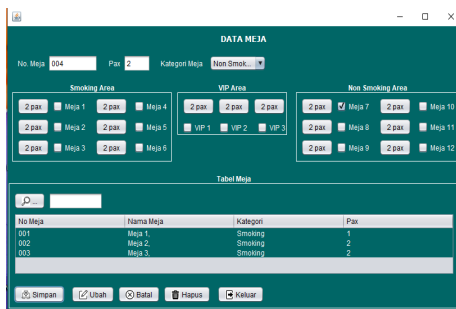 DATA MEJA
No. Meja 004 Pax 2 Kategori Meja Non Smok...
Smoking Area VIP Area Non Smoking Area
2 pax Meja 1 2 pax Meja 4 2 pax 2 pax 2 pax 2 pax Meja 7 2 pax Meja 10
2 pax Meja 2 2 pax Meja 5 VIP 1 VIP 2 VIP 3 2 pax Meja 8 2 pax Meja 11
2 pax Meja 3 2 pax Meja 6 2 pax Meja 9 2 pax Meja 12
Tabel Meja
...
No Meja Nama Meja Kategori Pax
001 Meja 1, Smoking 1
002 Meja 2, Smoking 2
003 Meja 3, Smoking 2
Simpan Ubah Batal Hapus Keluar